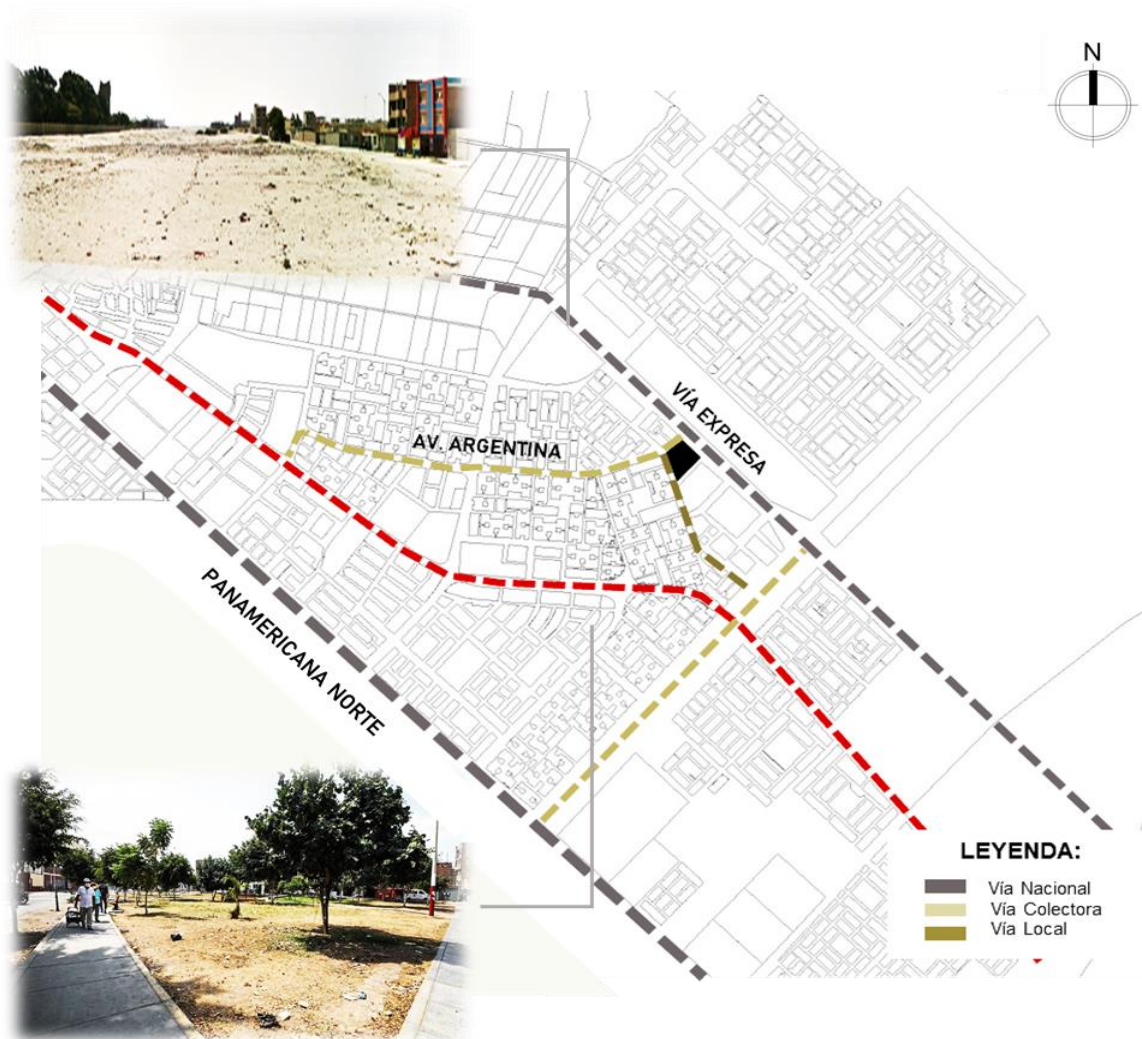 N
VÍA EXPRESA
AV. ARGENTINA
PANAMERICANA NORTE
LEYENDA:
Vía Nacional
Vía Colectora
Vía Local